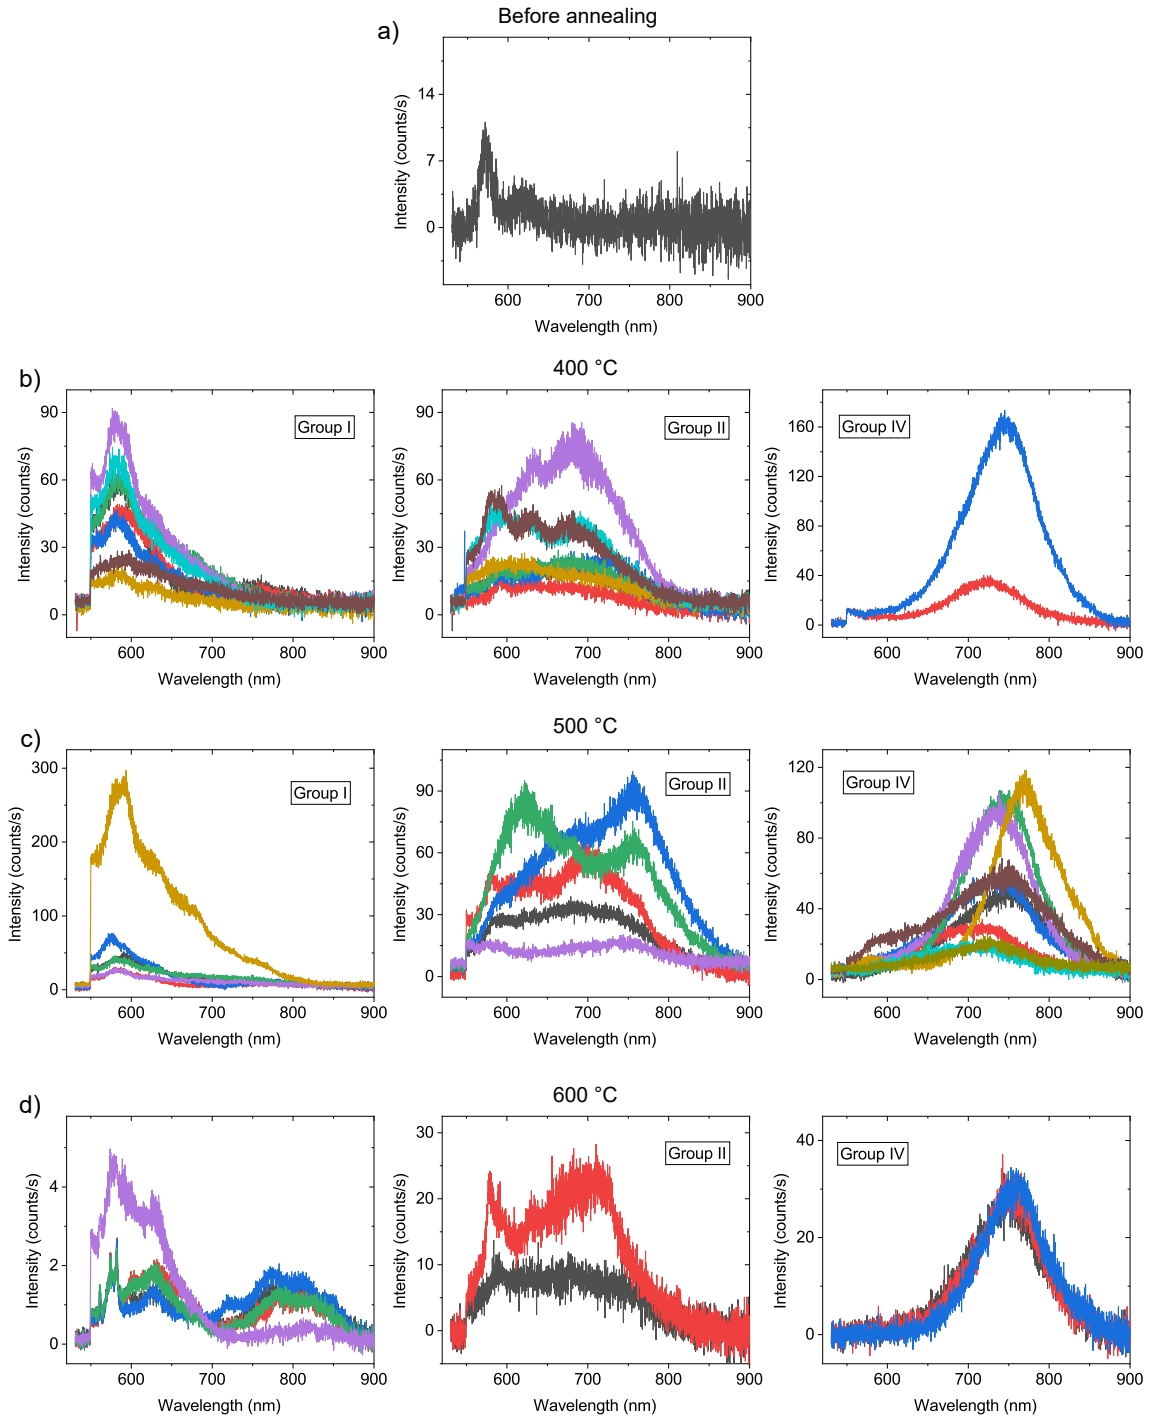 Before annealing
a)
Intensity (counts/s)
14
7
0
600 700 800 900
Wavelength (nm)
400 °C
b)
Group I
Intensity (counts/s)
90
60
30
0
600 700 800 900
Wavelength (nm)
Group II
Intensity (counts/s)
90
60
30
0
600 700 800 900
Wavelength (nm)
Group IV
Intensity (counts/s)
160
120
80
40
0
600 700 800 900
Wavelength (nm)
500 °C
c)
Group I
Intensity (counts/s)
300
200
100
0
600 700 800 900
Wavelength (nm)
Group II
Intensity (counts/s)
90
60
30
0
600 700 800 900
Wavelength (nm)
Group IV
Intensity (counts/s)
120
80
40
0
600 700 800 900
Wavelength (nm)
600 °C
d)
Intensity (counts/s)
4
2
0
600 700 800 900
Wavelength (nm)
Group II
Intensity (counts/s)
30
20
10
0
600 700 800 900
Wavelength (nm)
Group IV
Intensity (counts/s)
40
20
0
600 700 800 900
Wavelength (nm)